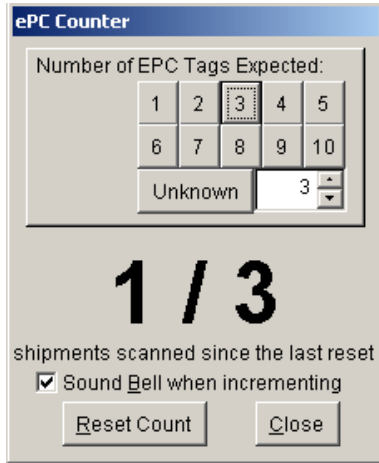 ePC Counter
Number of EPC Tags Expected:
1 2 3 4 5
6 7 8 9 10
Unknown 3
1 / 3
shipments scanned since the last reset
Sound Bell when incrementing
Reset Count Close